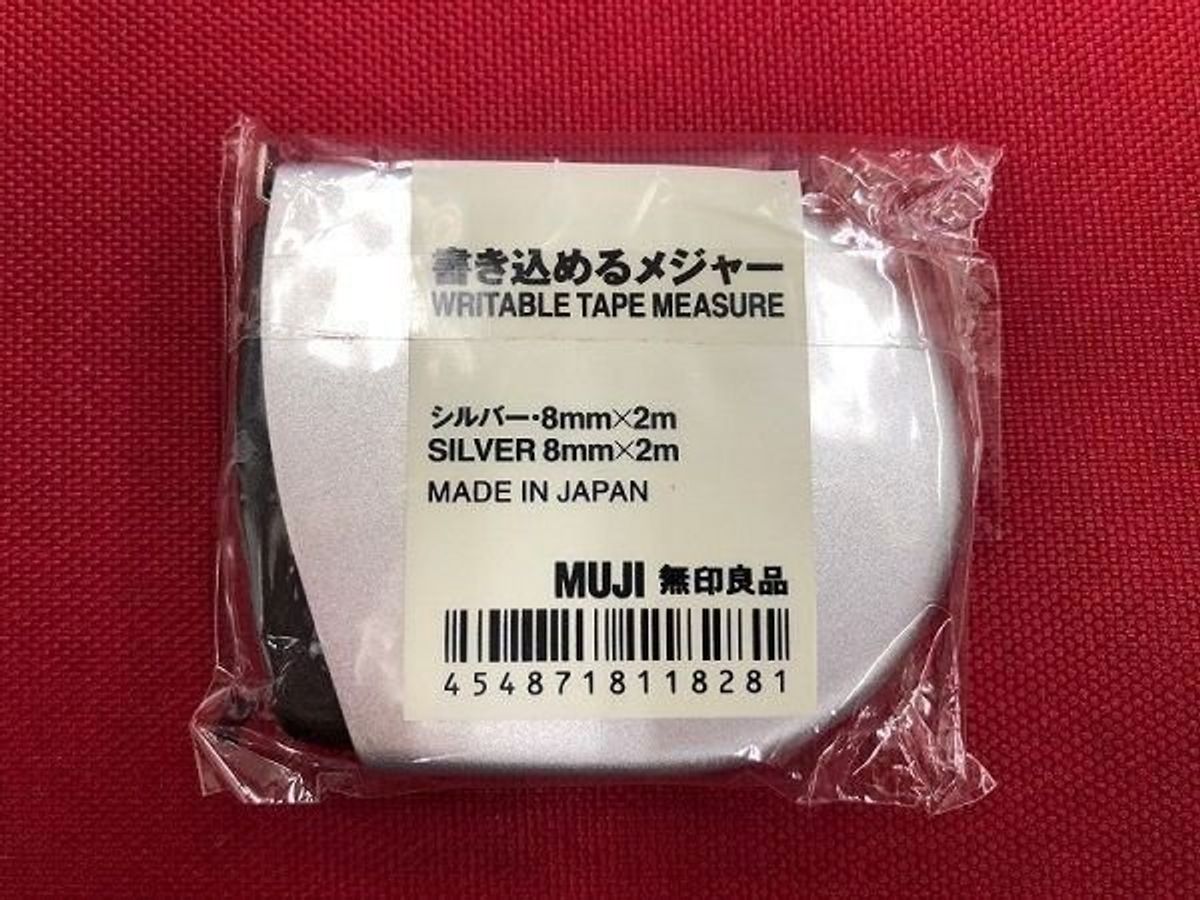 書き込めるメジャー
WRITABLE TAPE MEASURE
シルバー・8mm×2m
SILVER 8mm×2m
MADE IN JAPAN
MUJI 無印良品
4548718118281